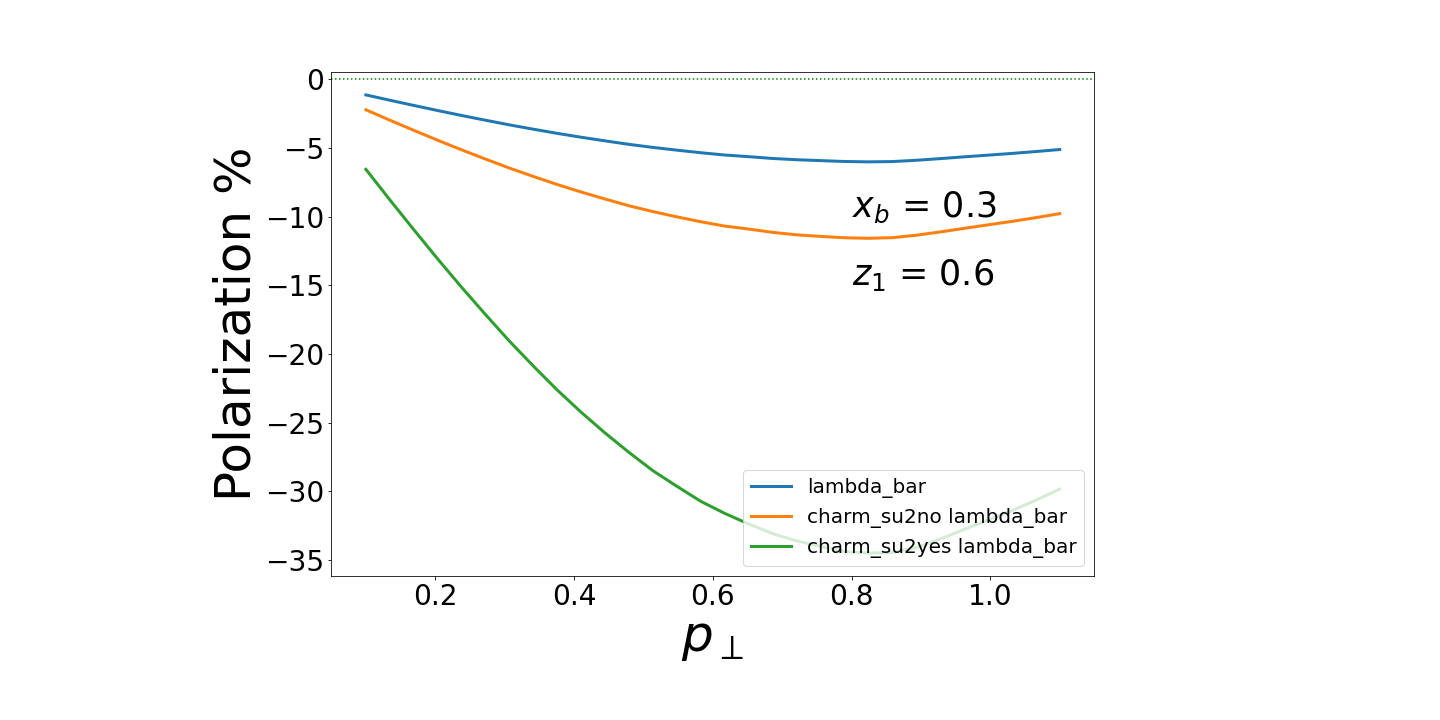 Polarization %
0
−5
−10
−15
−20
−25
−30
−35
x_b = 0.3
z_1 = 0.6
lambda_bar
charm_su2no lambda_bar
charm_su2yes lambda_bar
0.2 0.4 0.6 0.8 1.0
p_⊥